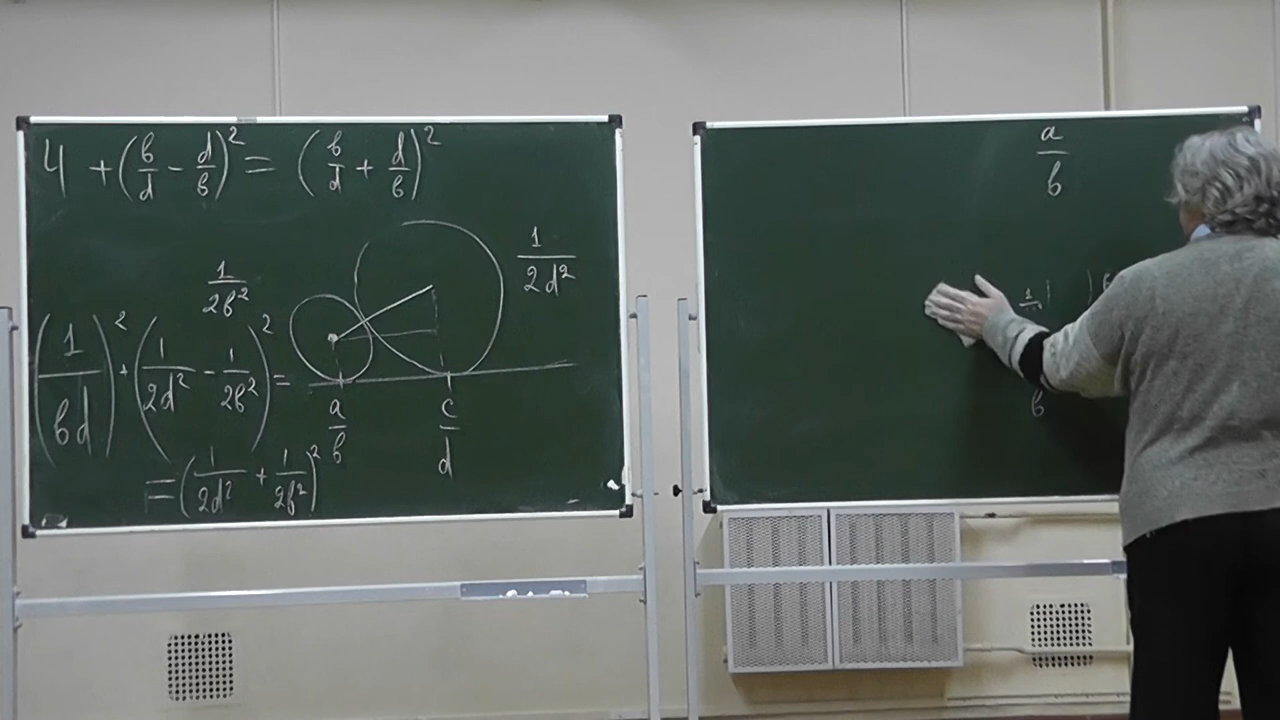 4 + (b/d − d/b)² = (b/d + d/b)²
1/2b²
1/2d²
(1/bd)² + (1/2d² − 1/2b²)² =
a/b
c/d
= (1/2d² + 1/2b²)²
a/b
b